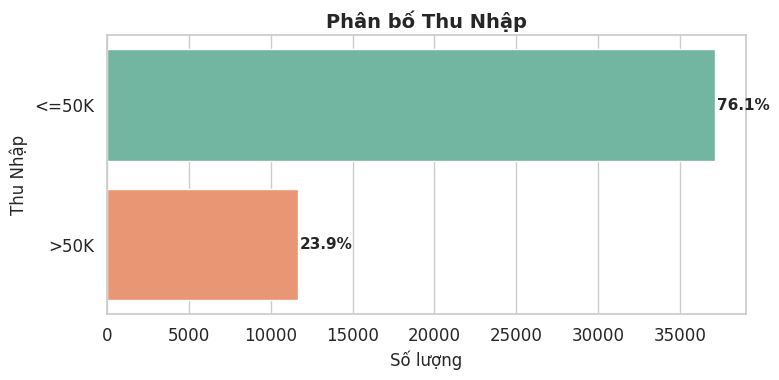 Phân bố Thu Nhập
<=50K
76.1%
Thu Nhập
>50K
23.9%
0 5000 10000 15000 20000 25000 30000 35000
Số lượng